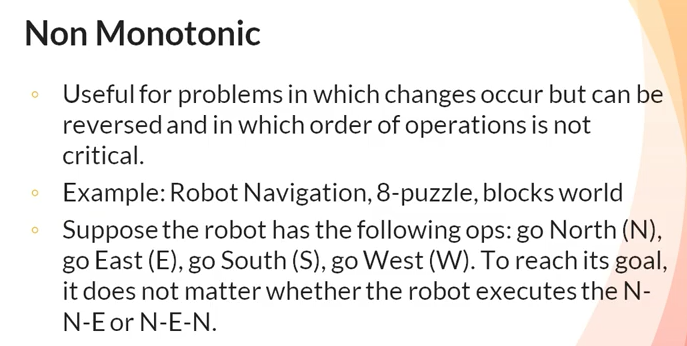 Non Monotonic
◦ Useful for problems in which changes occur but can be
reversed and in which order of operations is not
critical.
◦ Example: Robot Navigation, 8-puzzle, blocks world
◦ Suppose the robot has the following ops: go North (N),
go East (E), go South (S), go West (W). To reach its goal,
it does not matter whether the robot executes the N-
N-E or N-E-N.